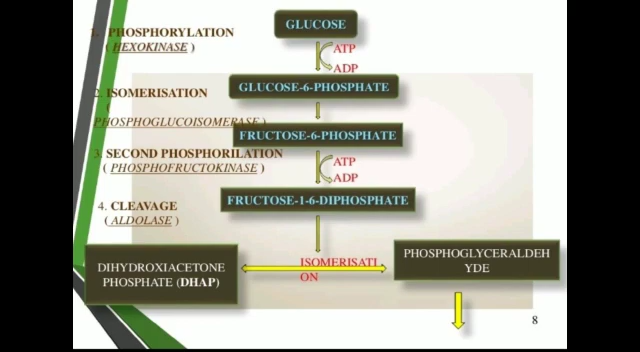 GLUCOSE
1. PHOSPHORYLATION
( HEXOKINASE )
ATP
ADP
GLUCOSE-6-PHOSPHATE
2. ISOMERISATION
(
PHOSPHOGLUCOISOMERASE )
FRUCTOSE-6-PHOSPHATE
3. SECOND PHOSPHORILATION
( PHOSPHOFRUCTOKINASE )
ATP
ADP
FRUCTOSE-1-6-DIPHOSPHATE
4. CLEAVAGE
( ALDOLASE )
DIHYDROXIACETONE
PHOSPHATE (DHAP)
ISOMERISATI
ON
PHOSPHOGLYCERALDEH
YDE
8